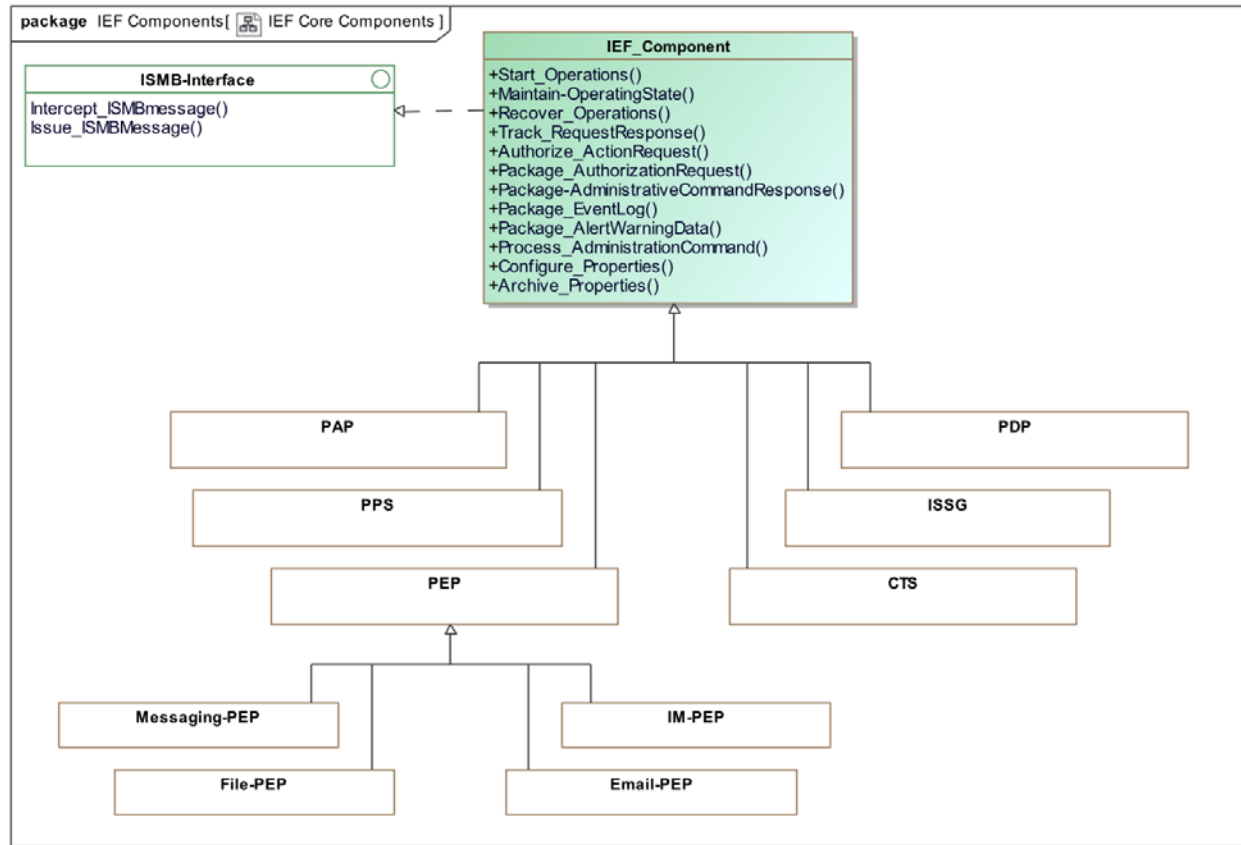 package IEF Components[ IEF Core Components ]
IEF_Component
+Start_Operations()
+Maintain-OperatingState()
+Recover_Operations()
+Track_RequestResponse()
+Authorize_ActionRequest()
+Package_AuthorizationRequest()
+Package-AdministrativeCommandResponse()
+Package_EventLog()
+Package_AlertWarningData()
+Process_AdministrationCommand()
+Configure_Properties()
+Archive_Properties()
ISMB-Interface
Intercept_ISMBmessage()
Issue_ISMBMessage()
PAP
PDP
PPS
ISSG
PEP
CTS
Messaging-PEP
IM-PEP
File-PEP
Email-PEP